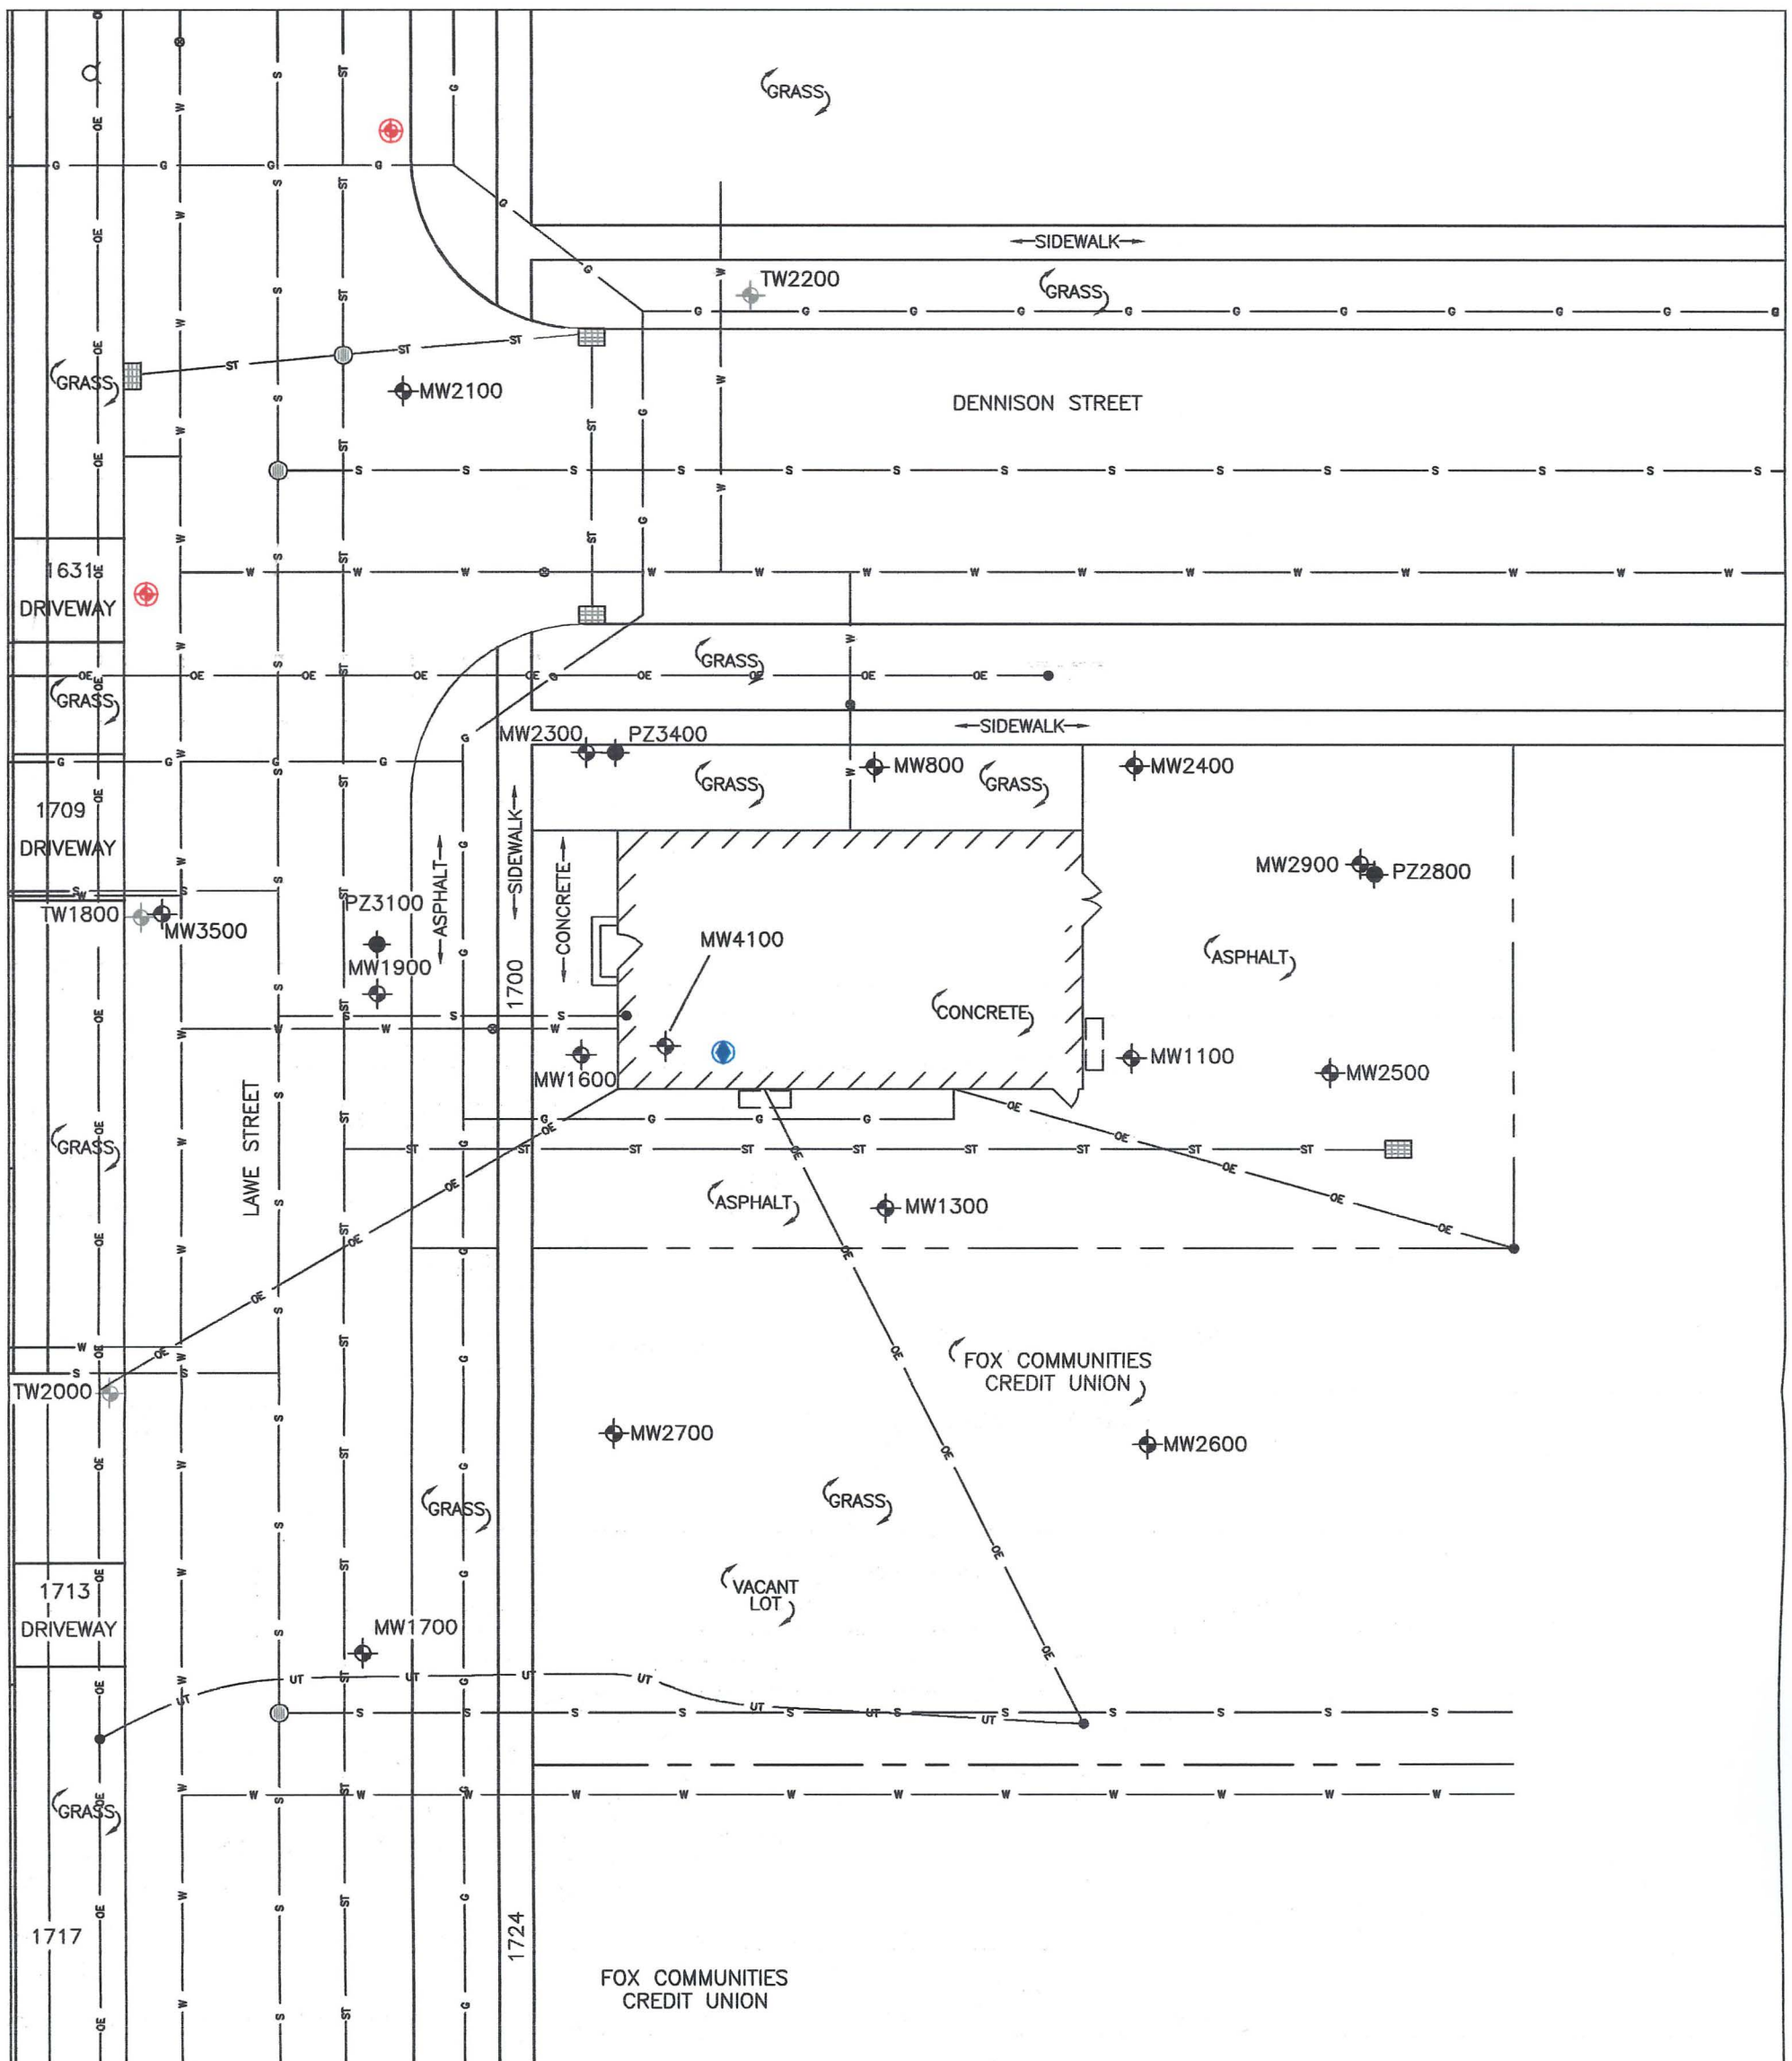 GRASS
SIDEWALK
TW2200
GRASS
GRASS
MW2100
DENNISON STREET
1631
DRIVEWAY
GRASS
GRASS
SIDEWALK
MW2300
PZ3400
GRASS
MW800
GRASS
MW2400
1709
DRIVEWAY
ASPHALT
SIDEWALK
CONCRETE
MW2900
PZ2800
TW1800
MW3500
PZ3100
MW1900
1700
MW4100
ASPHALT
CONCRETE
MW1600
MW1100
MW2500
LAWE STREET
GRASS
ASPHALT
MW1300
FOX COMMUNITIES
CREDIT UNION
TW2000
MW2700
MW2600
GRASS
GRASS
1713
DRIVEWAY
VACANT
LOT
MW1700
GRASS
1717
1724
FOX COMMUNITIES
CREDIT UNION